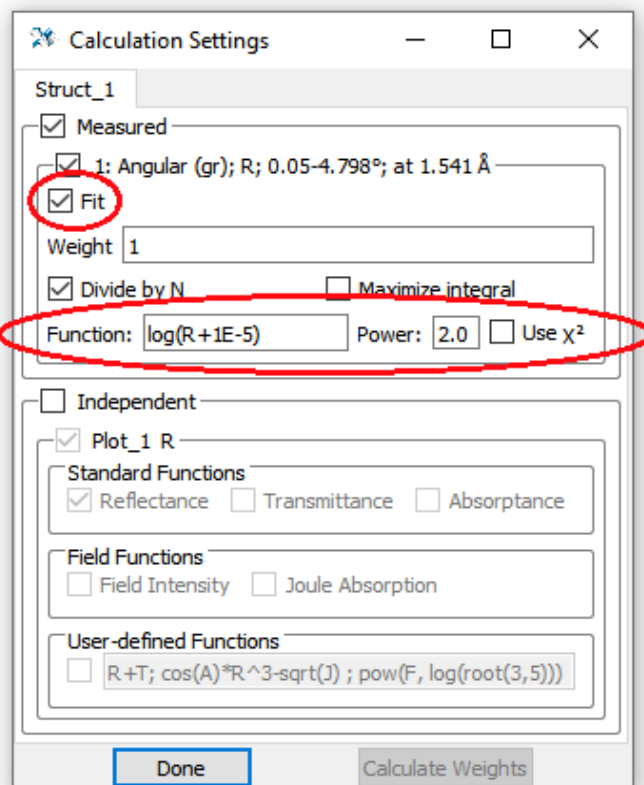 Calculation Settings
Struct_1
Measured
1: Angular (gr); R; 0.05-4.798°; at 1.541 Å
Fit
Weight 1
Divide by N Maximize integral
Function: log(R+1E-5) Power: 2.0 Use χ²
Independent
Plot_1 R
Standard Functions
Reflectance Transmittance Absorptance
Field Functions
Field Intensity Joule Absorption
User-defined Functions
R+T; cos(A)*R^3-sqrt(J) ; pow(F, log(root(3,5)))
Done Calculate Weights